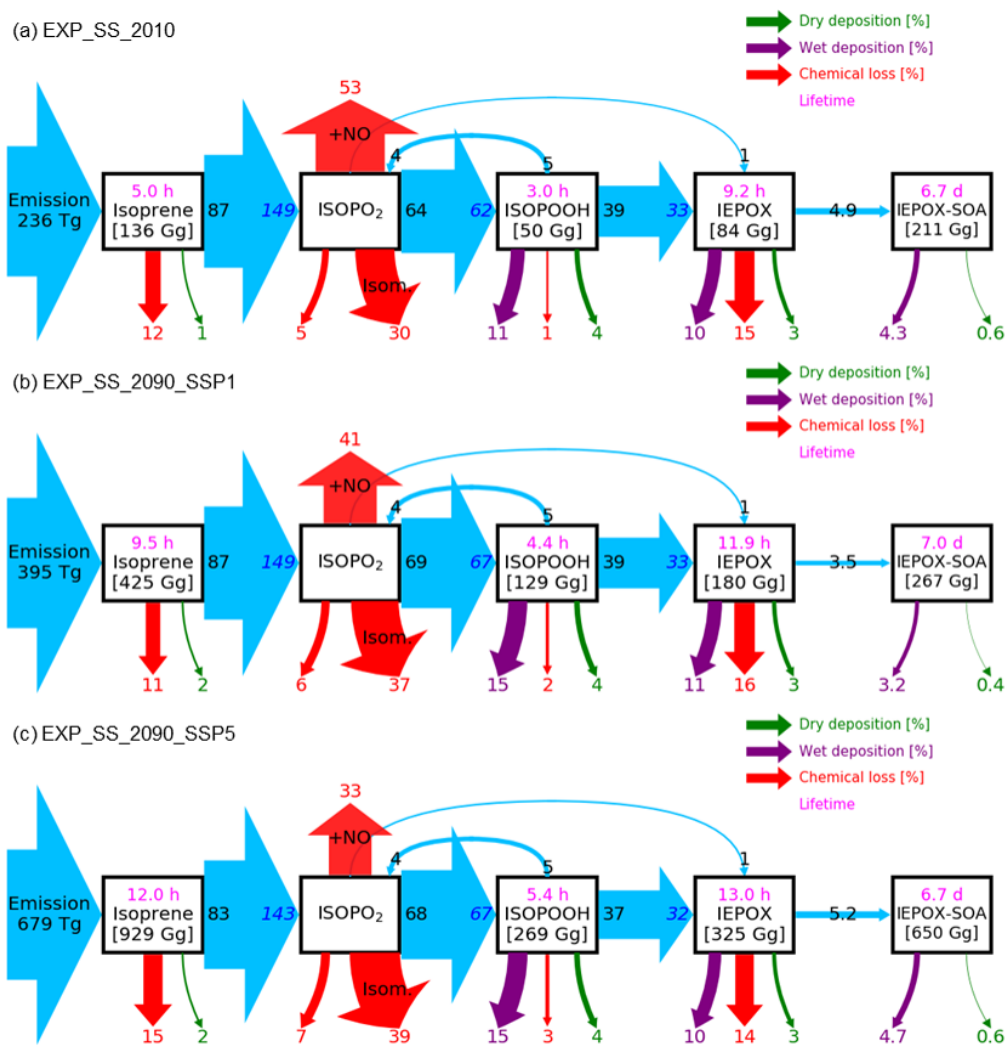 (a) EXP_SS_2010
Dry deposition [%]
Wet deposition [%]
Chemical loss [%]
Lifetime
53
+NO
4
5
1
Emission
236 Tg
5.0 h
Isoprene
[136 Gg]
87
149
ISOPO2
64
62
3.0 h
ISOPOOH
[50 Gg]
39
33
9.2 h
IEPOX
[84 Gg]
4.9
6.7 d
IEPOX-SOA
[211 Gg]
Isom.
12
1
5
30
11
1
4
10
15
3
4.3
0.6
(b) EXP_SS_2090_SSP1
Dry deposition [%]
Wet deposition [%]
Chemical loss [%]
Lifetime
41
+NO
4
5
1
Emission
395 Tg
9.5 h
Isoprene
[425 Gg]
87
149
ISOPO2
69
67
4.4 h
ISOPOOH
[129 Gg]
39
33
11.9 h
IEPOX
[180 Gg]
3.5
7.0 d
IEPOX-SOA
[267 Gg]
Isom.
11
2
6
37
15
2
4
11
16
3
3.2
0.4
(c) EXP_SS_2090_SSP5
Dry deposition [%]
Wet deposition [%]
Chemical loss [%]
Lifetime
33
+NO
4
5
1
Emission
679 Tg
12.0 h
Isoprene
[929 Gg]
83
143
ISOPO2
68
67
5.4 h
ISOPOOH
[269 Gg]
37
32
13.0 h
IEPOX
[325 Gg]
5.2
6.7 d
IEPOX-SOA
[650 Gg]
Isom.
15
2
7
39
15
3
4
10
14
3
4.7
0.6